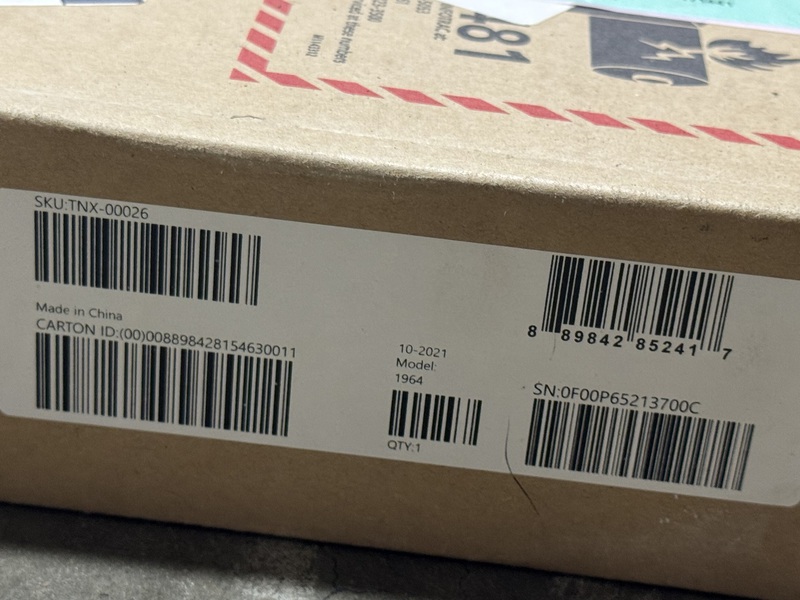 481
SKU:TNX-00026
Made in China
CARTON ID:(00)008898428154630011
10-2021
Model:
1964
QTY:1
8 89842 85241 7
SN:0F00P65213700C